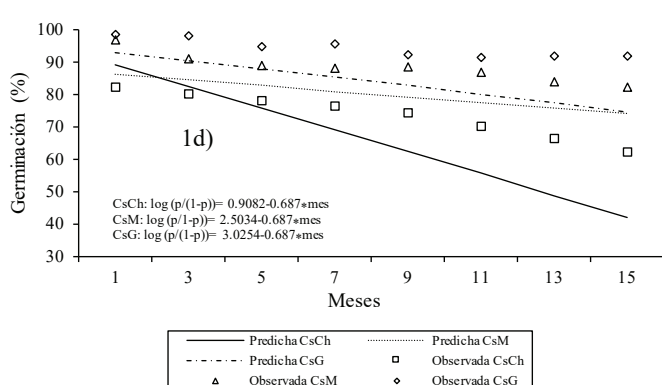 100
90
80
70
60
50
40
30
Germinación (%)
1d)
CsCh: log (p/(1-p))= 0.9082-0.687*mes
CsM: log (p/1-p))= 2.5034-0.687*mes
CsG: log (p/(1-p))= 3.0254-0.687*mes
1 3 5 7 9 11 13 15
Meses
Predicha CsCh Predicha CsM
Predicha CsG Observada CsCh
Observada CsM Observada CsG